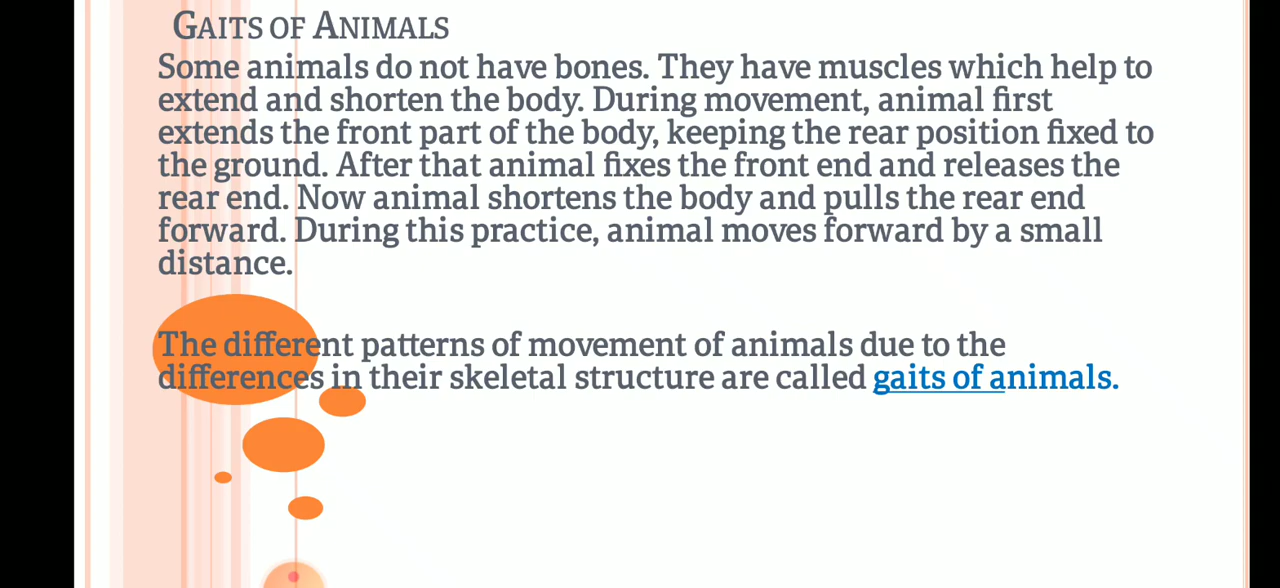 GAITS OF ANIMALS
Some animals do not have bones. They have muscles which help to
extend and shorten the body. During movement, animal first
extends the front part of the body, keeping the rear position fixed to
the ground. After that animal fixes the front end and releases the
rear end. Now animal shortens the body and pulls the rear end
forward. During this practice, animal moves forward by a small
distance.
The different patterns of movement of animals due to the
differences in their skeletal structure are called gaits of animals.